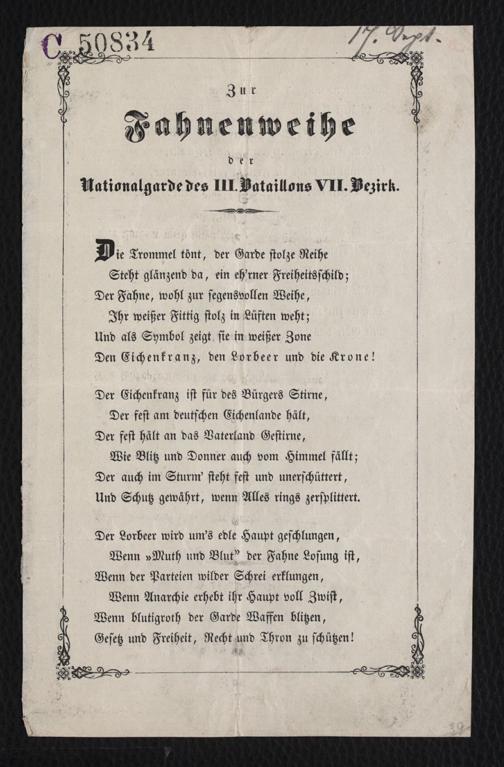 C 50834
17. Sept.
Zur
Fahnenweihe
der
Nationalgarde des III. Bataillons VII. Bezirk.
Die Trommel tönt, der Garde stolze Reihe
Steht glänzend da, ein eh'rner Freiheitsschild;
Der Fahne, wohl zur segensvollen Weihe,
Ihr weißer Fittig stolz in Lüften weht;
Und als Symbol zeigt sie in weißer Zone
Den Eichenkranz, den Lorbeer und die Krone!
Der Eichenkranz ist für des Bürgers Stirne,
Der fest am deutschen Eichenlande hält,
Der fest hält an das Vaterland Gestirne,
Wie Blitz und Donner auch vom Himmel fällt;
Der auch im Sturm' steht fest und unerschüttert,
Und Schutz gewährt, wenn Alles rings zersplittert.
Der Lorbeer wird um's edle Haupt geschlungen,
Wenn »Muth und Blut" der Fahne Losung ist,
Wenn der Parteien wilder Schrei erklungen,
Wenn Anarchie erhebt ihr Haupt voll Zwist,
Wenn blutigroth der Garde Waffen blitzen,
Gesetz und Freiheit, Recht und Thron zu schützen!